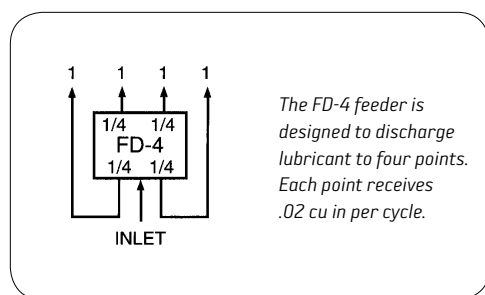 1 1 1 1
1/4 1/4
FD-4
1/4 1/4
INLET
The FD-4 feeder is
designed to discharge
lubricant to four points.
Each point receives
.02 cu in per cycle.